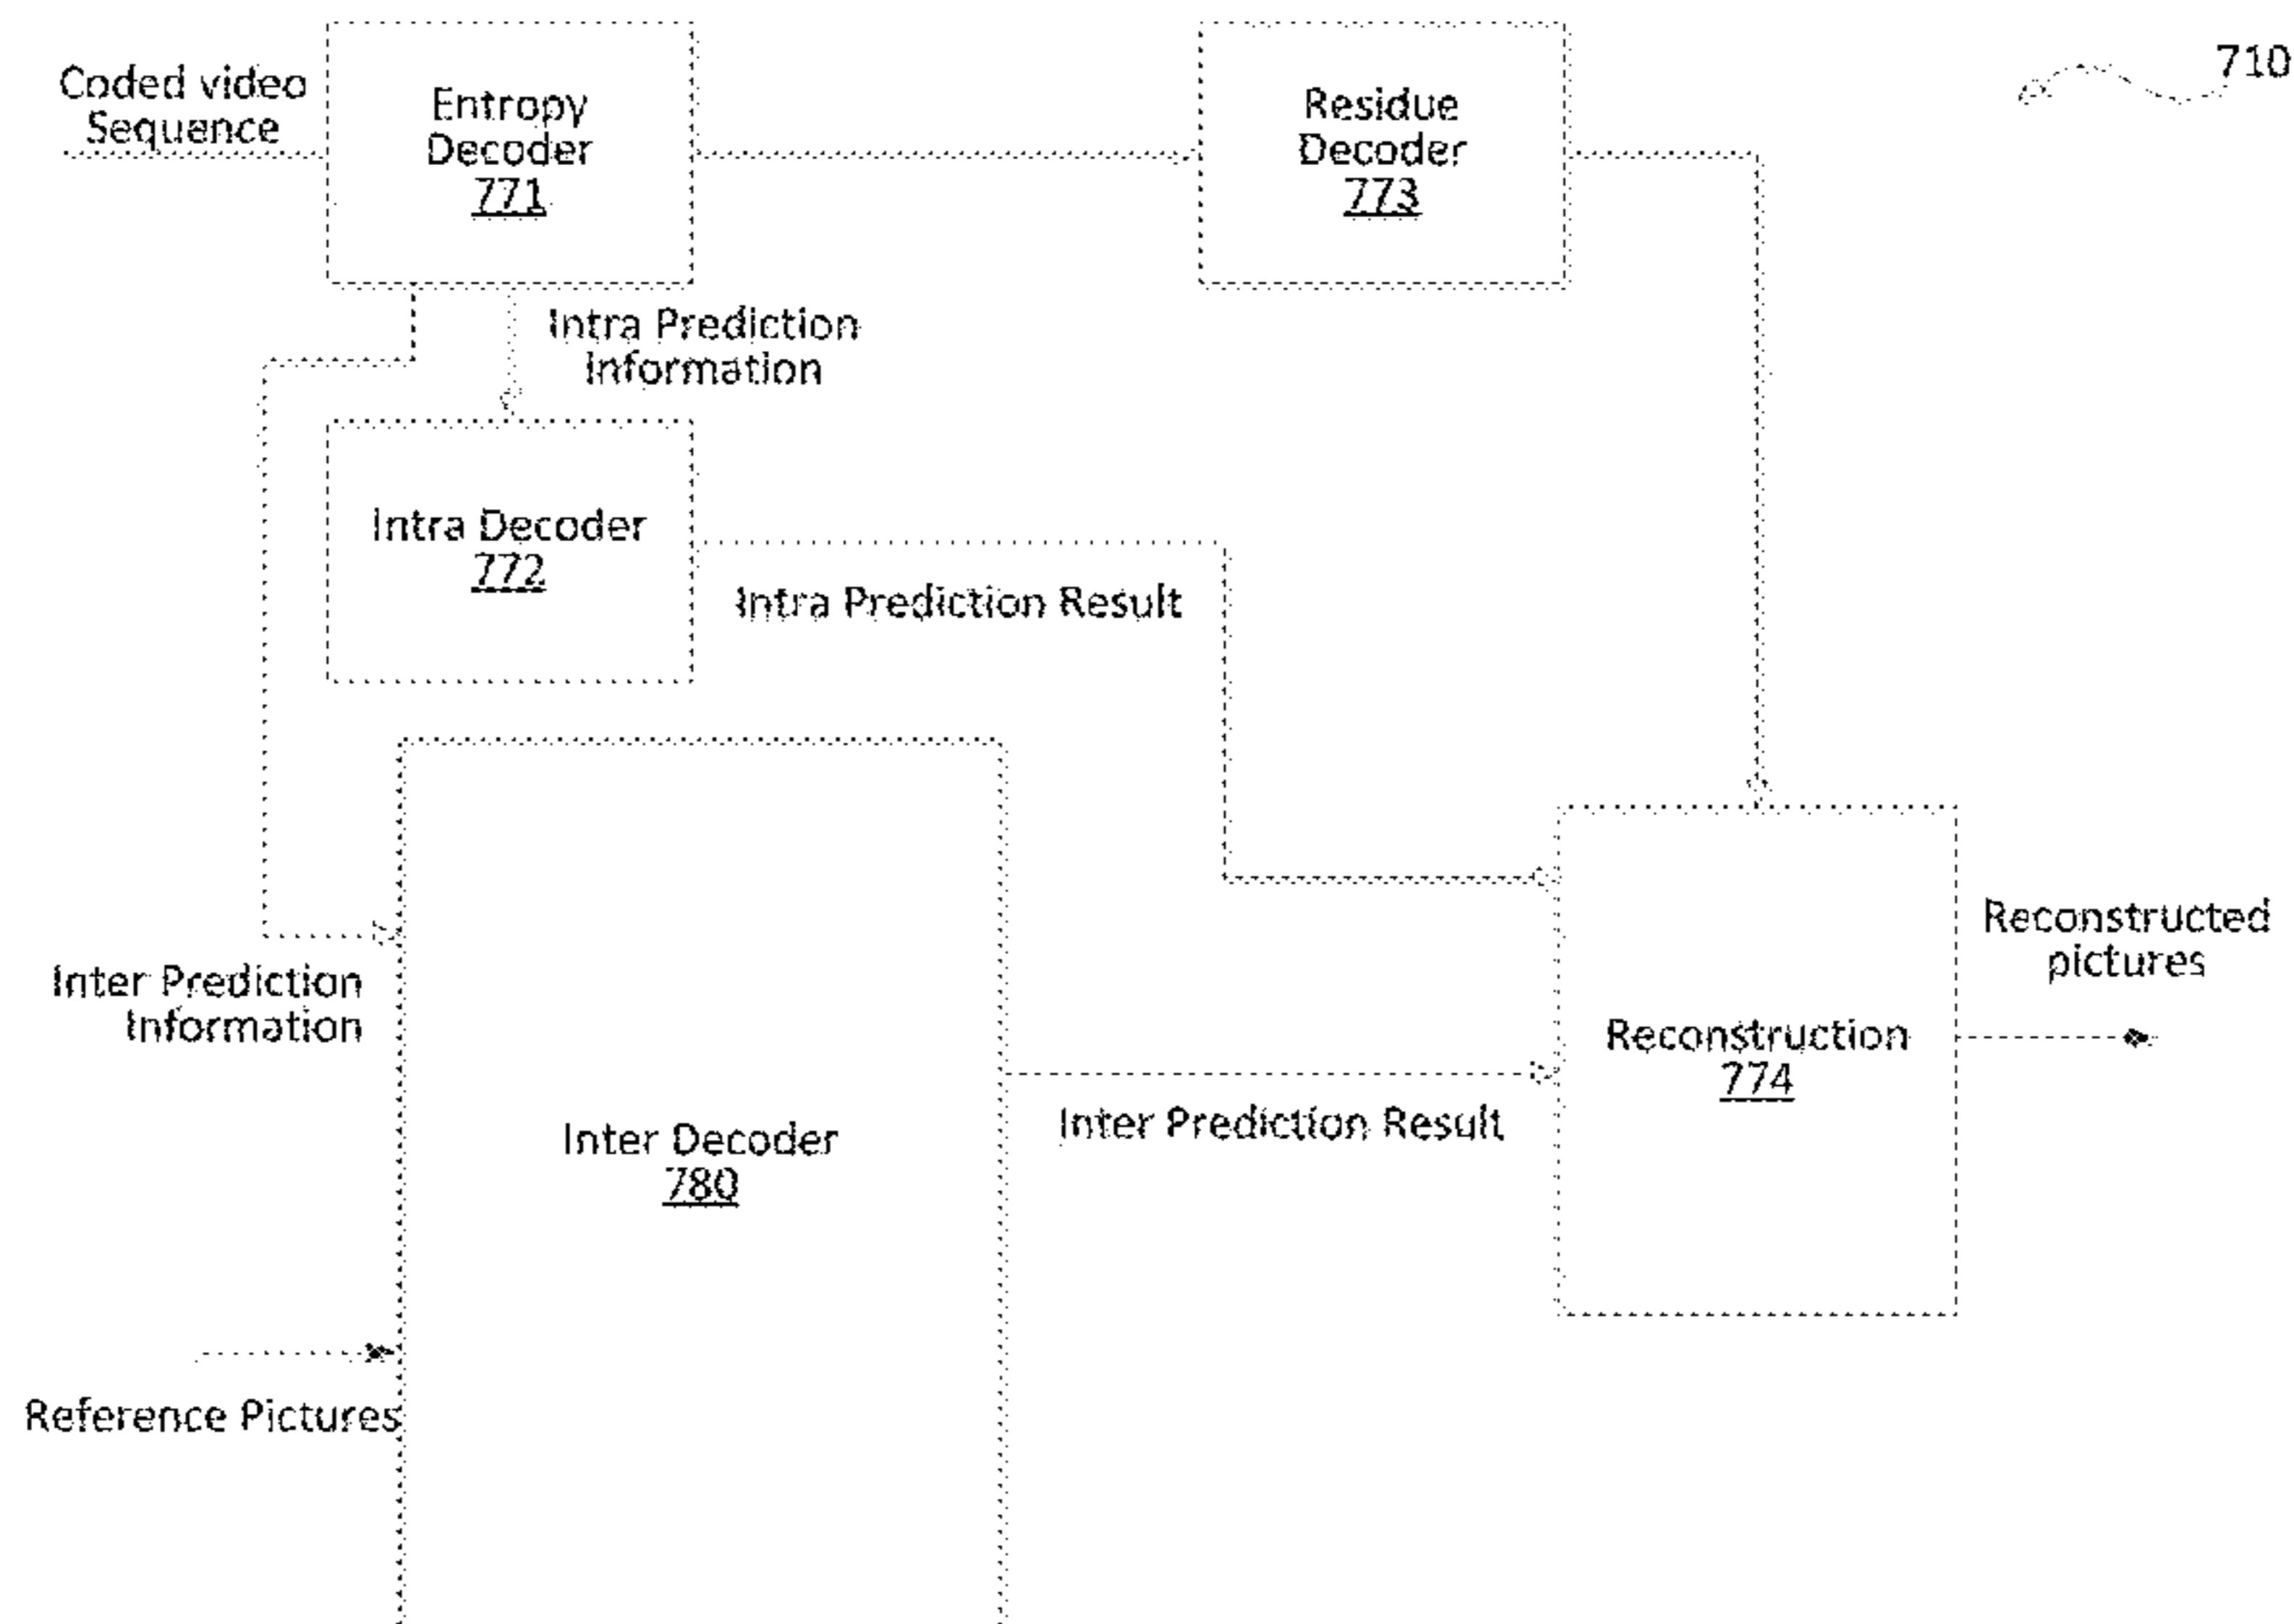 710
Coded video
Sequence
Entropy
Decoder
771
Residue
Decoder
773
Intra Prediction
Information
Intra Decoder
772
Intra Prediction Result
Inter Prediction
Information
Reconstructed
pictures
Reconstruction
774
Inter Decoder
780
Inter Prediction Result
Reference Pictures